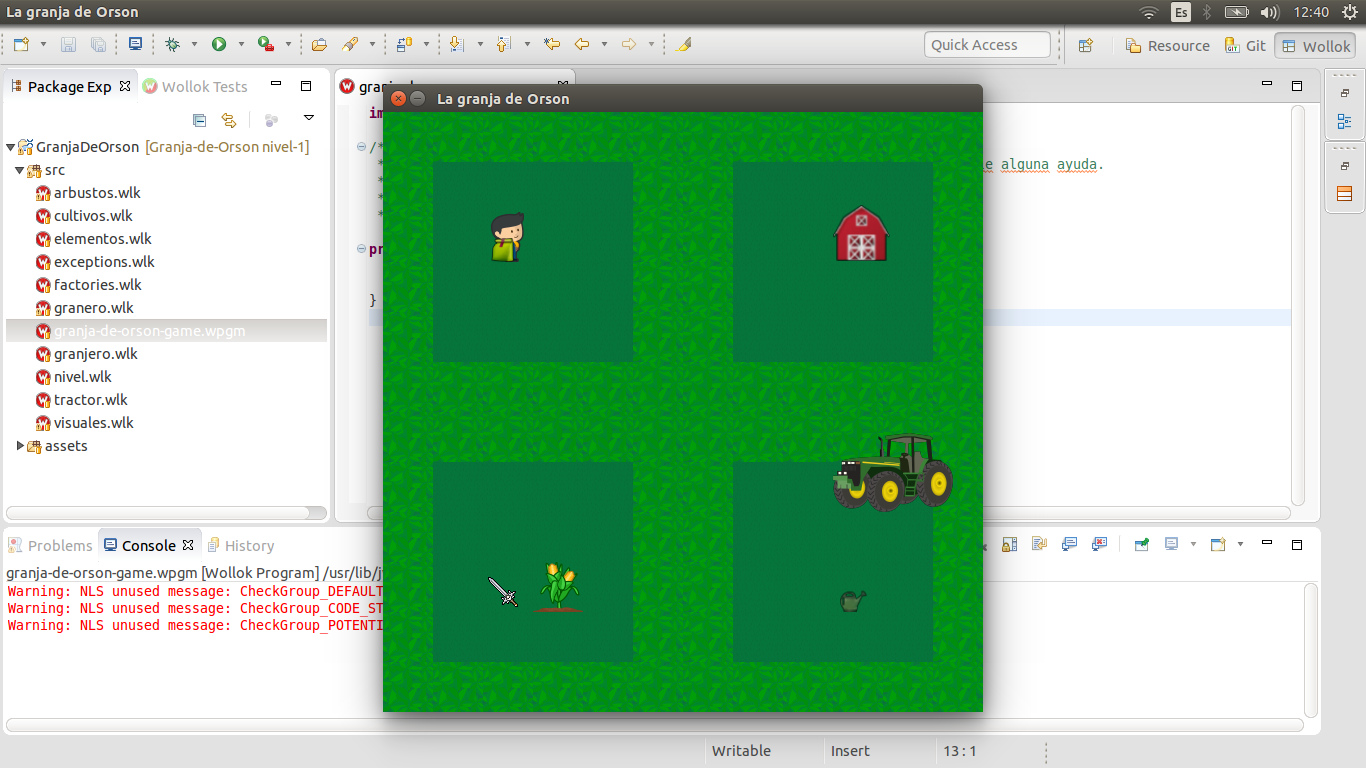 La granja de Orson
Es
12:40
Quick Access
Resource
Git
Wollok
Package Exp
Wollok Tests
GranjaDeOrson [Granja-de-Orson nivel-1]
src
arbustos.wlk
cultivos.wlk
elementos.wlk
exceptions.wlk
factories.wlk
granero.wlk
granja-de-orson-game.wpgm
granjero.wlk
nivel.wlk
tractor.wlk
visuales.wlk
assets
La granja de Orson
im
/*
*
alguna ayuda.
*
*
*
pr
}
Problems
Console
History
granja-de-orson-game.wpgm [Wollok Program] /usr/lib/j
Warning: NLS unused message: CheckGroup_DEFAULT
Warning: NLS unused message: CheckGroup_CODE_ST
Warning: NLS unused message: CheckGroup_POTENTI
Writable
Insert
13 : 1